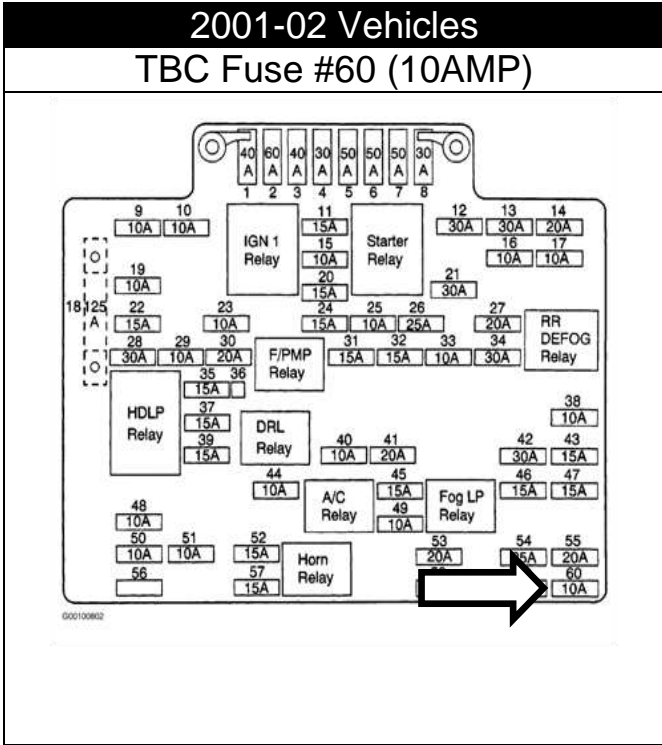 2001-02 Vehicles
TBC Fuse #60 (10AMP)
40 60 40 30 50 50 50 30
A A A A A A A A
1 2 3 4 5 6 7 8
9 10 11 12 13 14
10A 10A 15A 30A 30A 20A
IGN 1 Relay
15
10A
Starter Relay
16 17
10A 10A
19
10A
20
15A
21
30A
18 125 A
22 23 24 25 26 27
15A 10A 15A 10A 25A 20A
RR DEFOG Relay
28 29 30
30A 10A 20A
F/PMP Relay
31 32 33 34
15A 15A 10A 30A
35 36
15A
HDLP Relay
37
15A
DRL Relay
38
10A
39
15A
40 41
10A 20A
42 43
30A 15A
44
10A
A/C Relay
45
15A
Fog LP Relay
46 47
15A 15A
48
10A
49
10A
50 51 52
10A 10A 15A
Horn Relay
53 54 55
20A 20A
56 57 60
15A 10A
G00100802